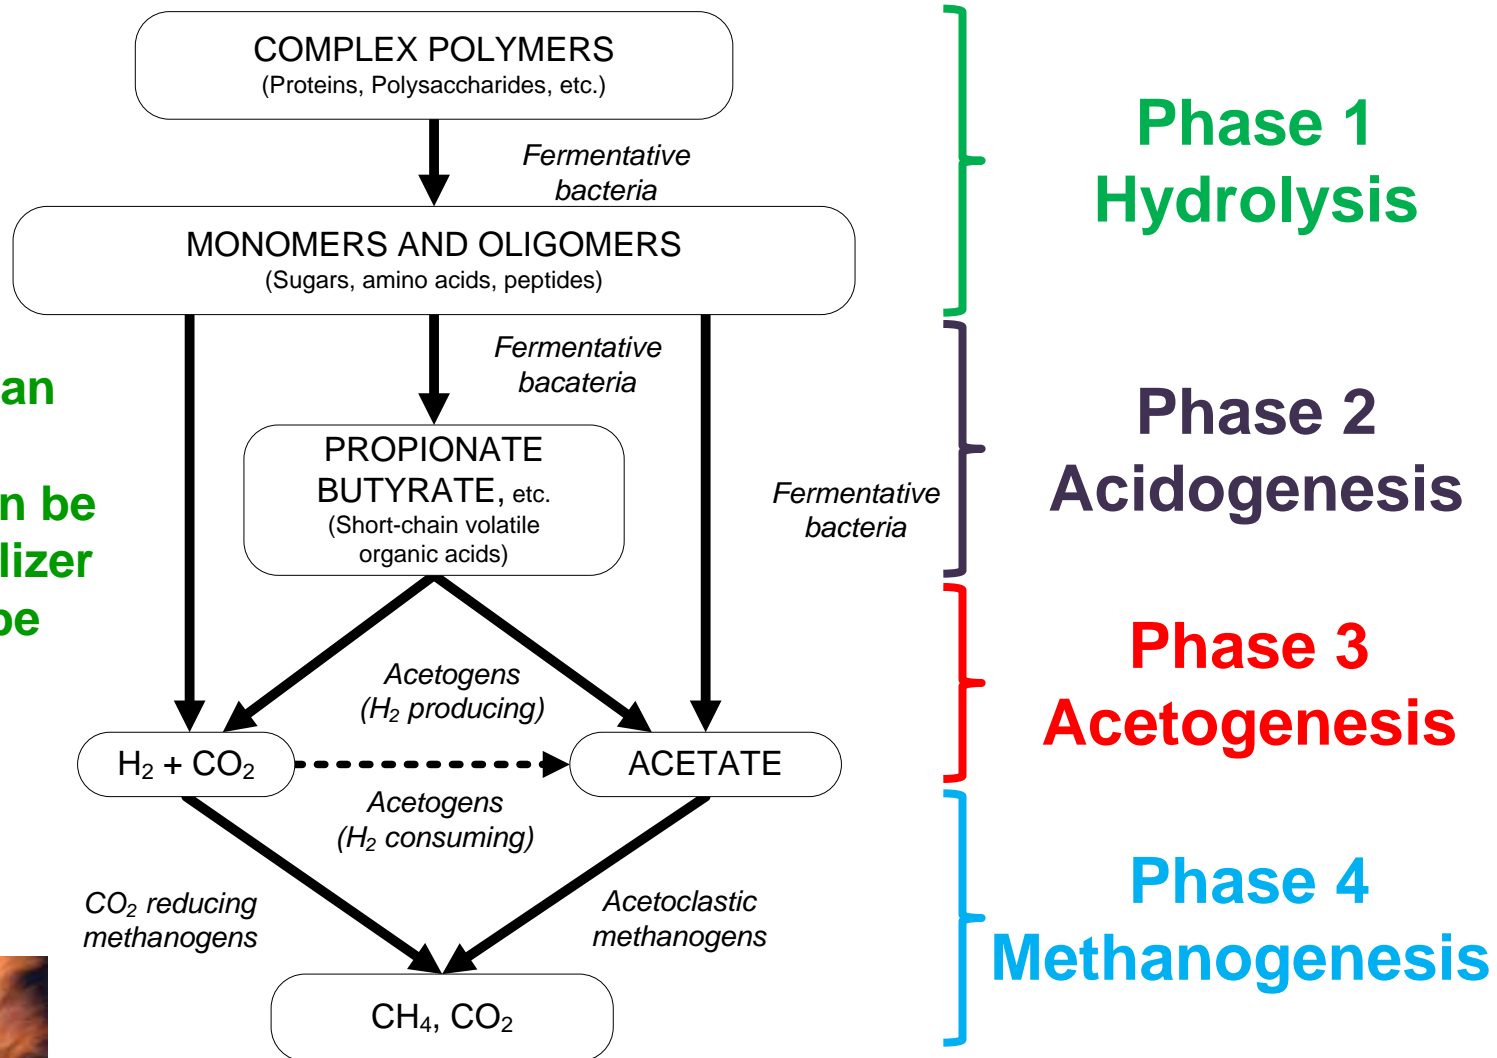 COMPLEX POLYMERS
(Proteins, Polysaccharides, etc.)
Fermentative
bacteria
MONOMERS AND OLIGOMERS
(Sugars, amino acids, peptides)
Fermentative
bacateria
PROPIONATE
BUTYRATE, etc.
(Short-chain volatile
organic acids)
Fermentative
bacteria
Acetogens
(H₂ producing)
H₂ + CO₂
ACETATE
Acetogens
(H₂ consuming)
CO₂ reducing
methanogens
Acetoclastic
methanogens
CH₄, CO₂
Phase 1
Hydrolysis
Phase 2
Acidogenesis
Phase 3
Acetogenesis
Phase 4
Methanogenesis
an
n be
lizer
be